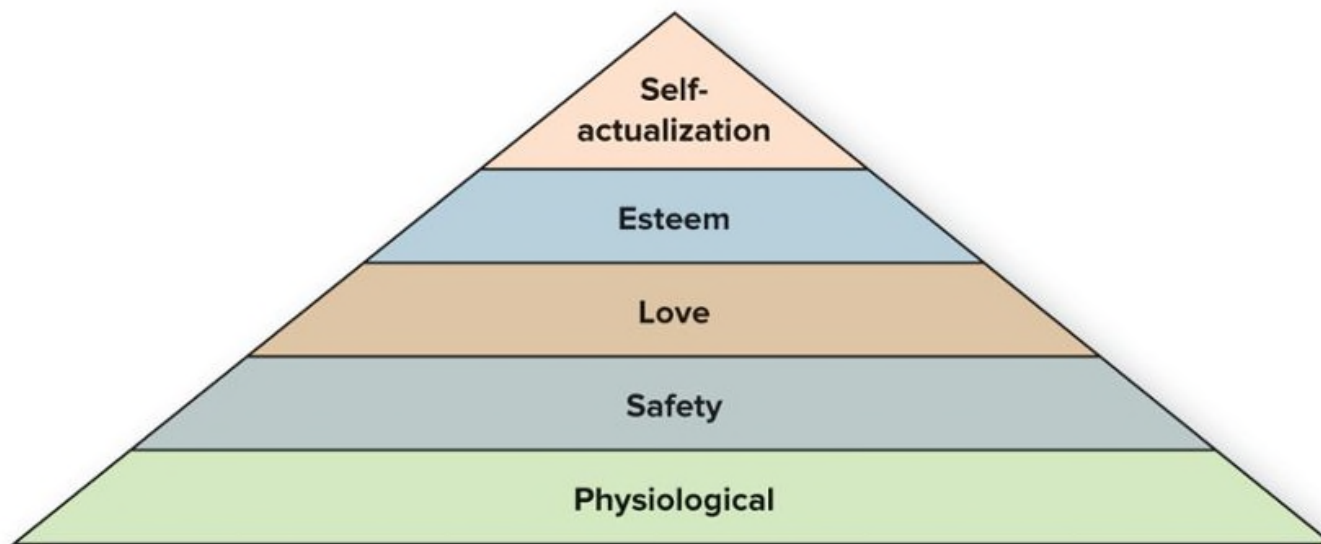 Self-
actualization
Esteem
Love
Safety
Physiological